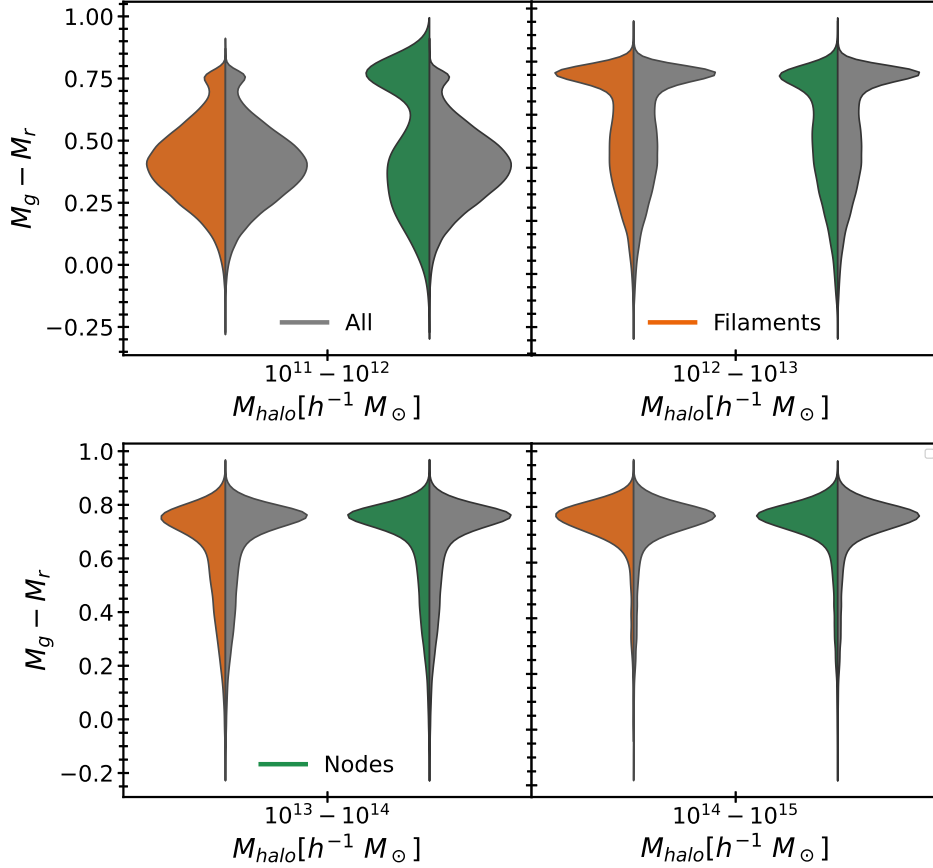 1.00
0.75
0.50
0.25
0.00
−0.25
M_g − M_r
All
Filaments
10^11 − 10^12
10^12 − 10^13
M_halo[h^−1 M_⊙]
M_halo[h^−1 M_⊙]
1.0
0.8
0.6
0.4
0.2
0.0
−0.2
M_g − M_r
Nodes
10^13 − 10^14
10^14 − 10^15
M_halo[h^−1 M_⊙]
M_halo[h^−1 M_⊙]